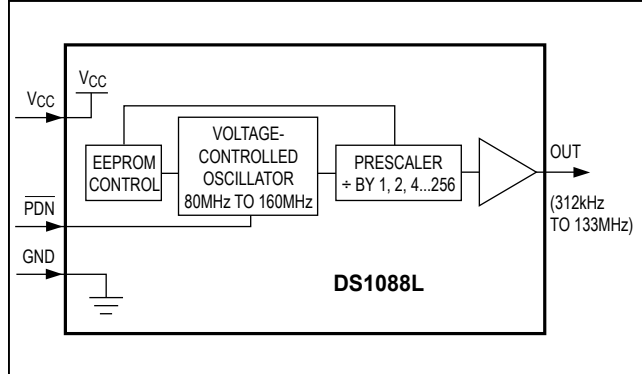 VCC
VCC
EEPROM
CONTROL
VOLTAGE-
CONTROLLED
OSCILLATOR
80MHz TO 160MHz
PRESCALER
÷ BY 1, 2, 4...256
OUT
(312kHz
TO 133MHz)
PDN
GND
DS1088L